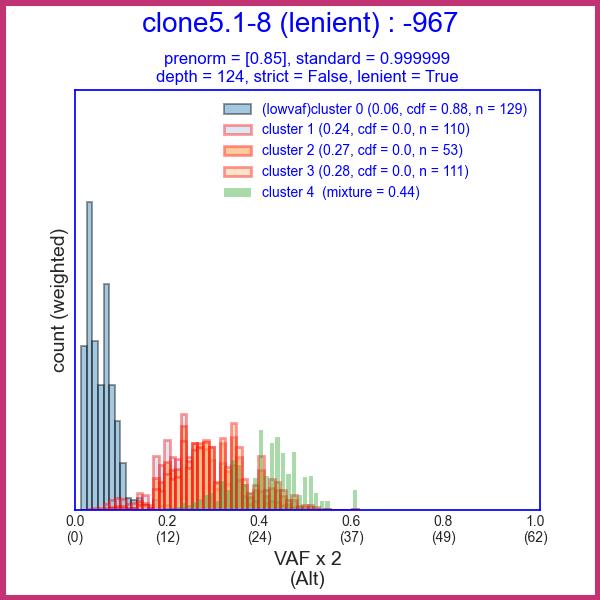 clone5.1-8 (lenient) : -967
prenorm = [0.85], standard = 0.999999
depth = 124, strict = False, lenient = True
(lowvaf)cluster 0 (0.06, cdf = 0.88, n = 129)
cluster 1 (0.24, cdf = 0.0, n = 110)
cluster 2 (0.27, cdf = 0.0, n = 53)
cluster 3 (0.28, cdf = 0.0, n = 111)
cluster 4  (mixture = 0.44)
count (weighted)
0.0 0.2 0.4 0.6 0.8 1.0
(0) (12) (24) (37) (49) (62)
VAF x 2
(Alt)